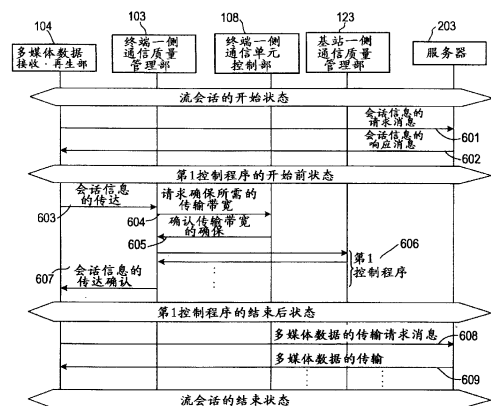 104
103
108
123
203
多媒体数据
接收·再生部
终端一侧
通信质量
管理部
终端一侧
通信单元
控制部
基站一侧
通信质量
管理部
服务器
流会话的开始状态
会话信息的
请求消息
601
会话信息的
响应消息
602
第1控制程序的开始前状态
会话信息
的传达
603
请求确保所需的
传输带宽
604
确认传输带宽
的确保
605
606
第1
控制程序
607
会话信息的
传达确认
第1控制程序的结束后状态
多媒体数据的传输请求消息
608
多媒体数据的传输
609
流会话的结束状态